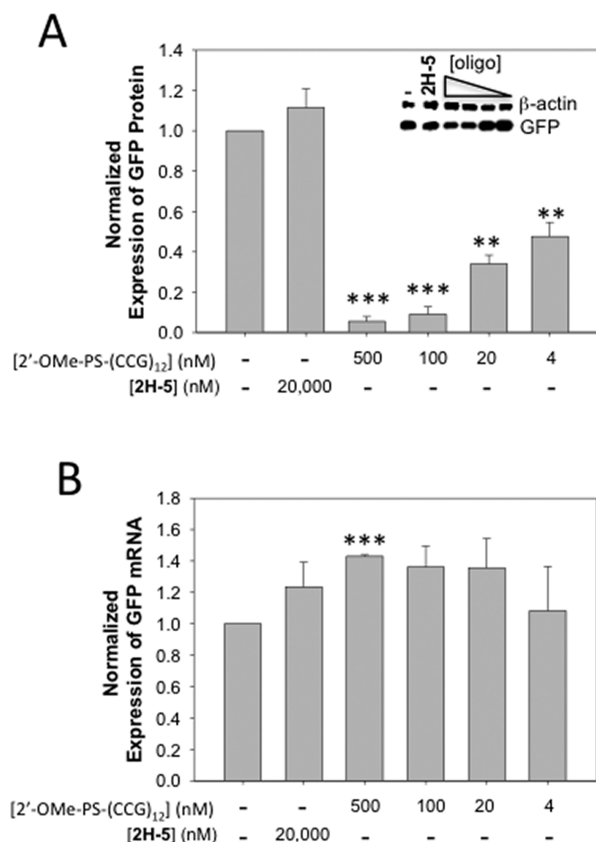 A
Normalized
Expression of GFP Protein
1.4
1.2
1.0
0.8
0.6
0.4
0.2
0.0
- 2H-5 [oligo]
β-actin
GFP
*** *** ** **
[2'-OMe-PS-(CCG)12] (nM) - - 500 100 20 4
[2H-5] (nM) - 20,000 - - - -
B
Normalized
Expression of GFP mRNA
1.8
1.6
1.4
1.2
1.0
0.8
0.6
0.4
0.2
0.0
***
[2'-OMe-PS-(CCG)12] (nM) - - 500 100 20 4
[2H-5] (nM) - 20,000 - - - -